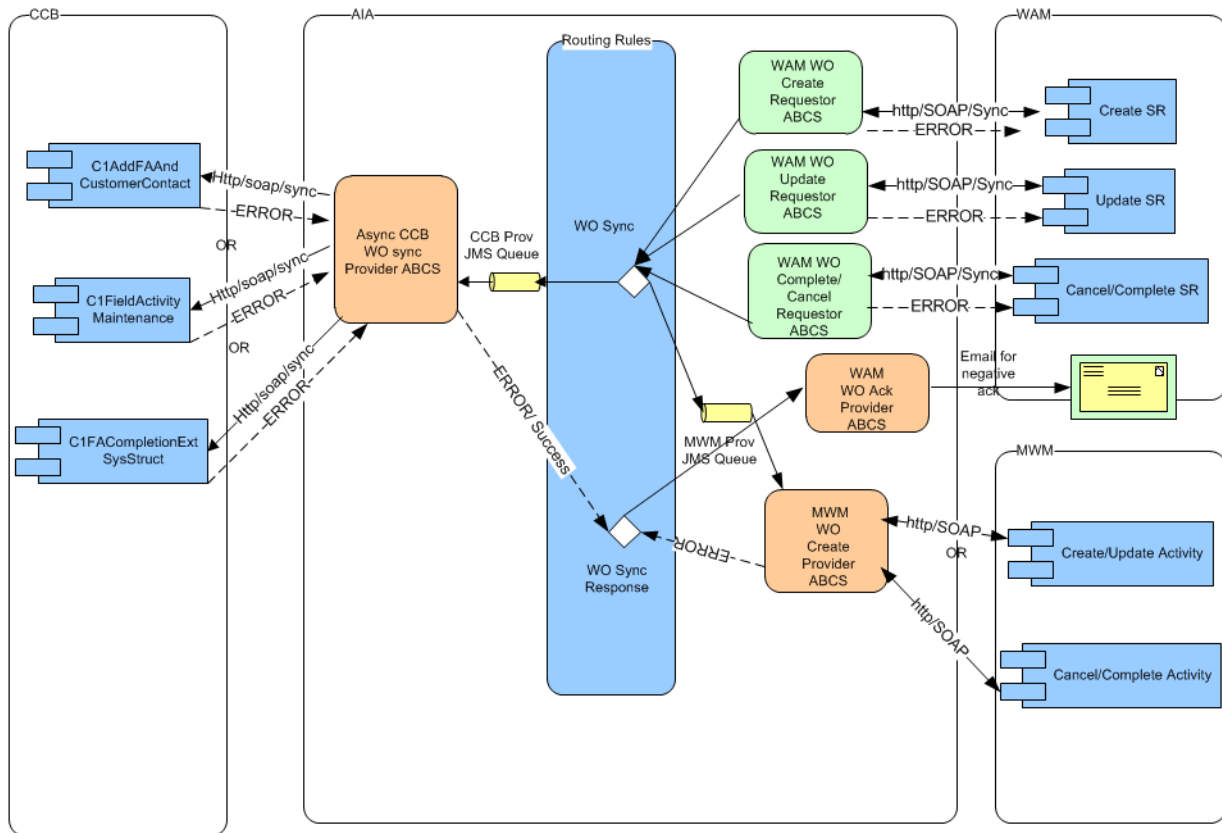 CCB
AIA
WAM
Routing Rules
WAM WO
Create
Requestor
ABCS
http/SOAP/Sync
ERROR
Create SR
C1AddFAAnd
CustomerContact
Http/soap/sync
ERROR
OR
WAM WO
Update
Requestor
ABCS
http/SOAP/Sync
ERROR
Update SR
Async CCB
WO sync
Provider ABCS
CCB Prov
JMS Queue
WO Sync
WAM WO
Complete/
Cancel
Requestor
ABCS
http/SOAP/Sync
ERROR
Cancel/Complete SR
C1FieldActivity
Maintenance
Http/soap/sync
ERROR
OR
WAM
WO Ack
Provider
ABCS
Email for
negative
ack
C1FACompletionExt
SysStruct
Http/soap/sync
ERROR
ERROR/ Success
MWM Prov
JMS Queue
MWM
MWM
WO
Create
Provider
ABCS
ERROR
WO Sync
Response
http/SOAP
OR
Create/Update Activity
http/SOAP
Cancel/Complete Activity